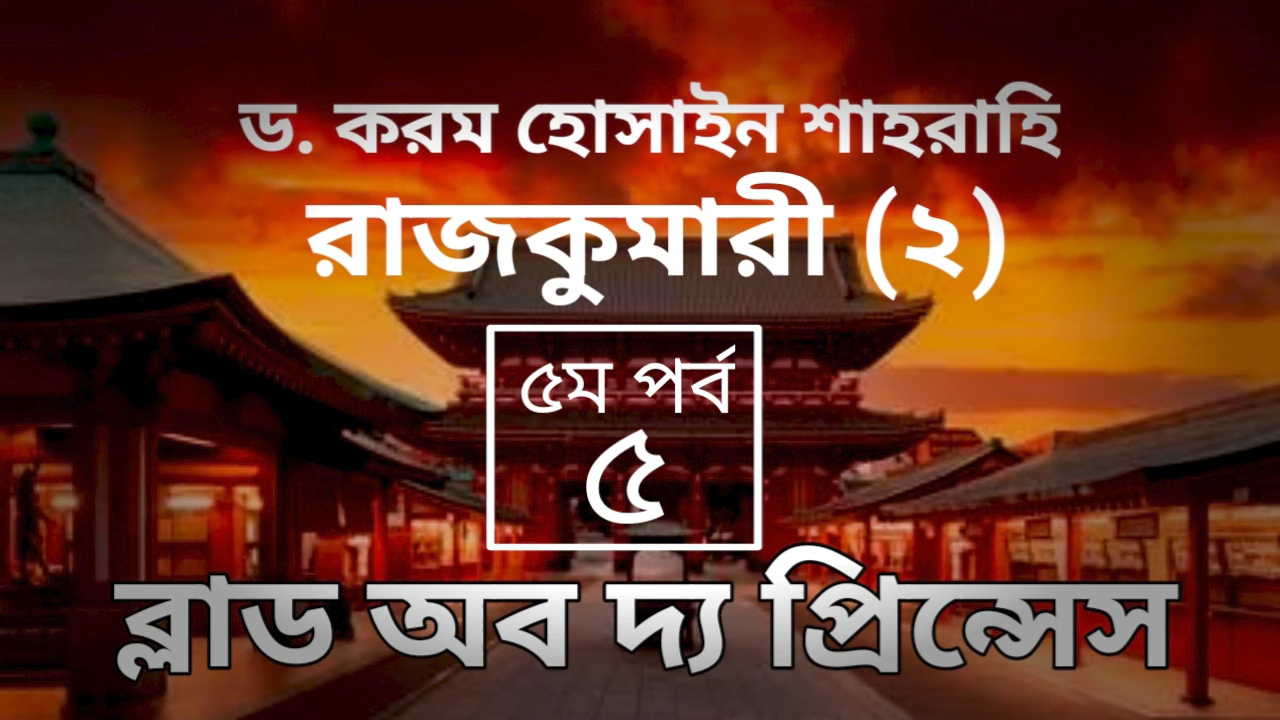 ড. করম হোসাইন শাহরাহি
রাজকুমারী (২)
৫ম পর্ব
৫
ব্লাড অব দ্য প্রিন্সেস